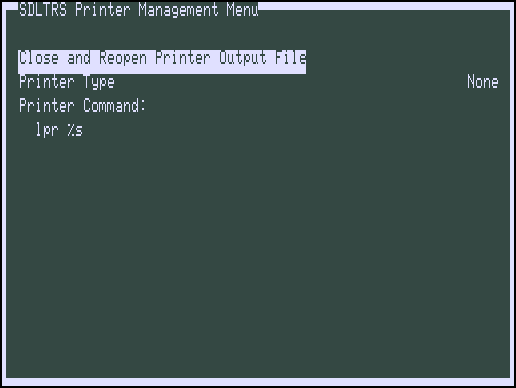 SDLTRS Printer Management Menu
Close and Reopen Printer Output File
Printer Type None
Printer Command:
lpr %s